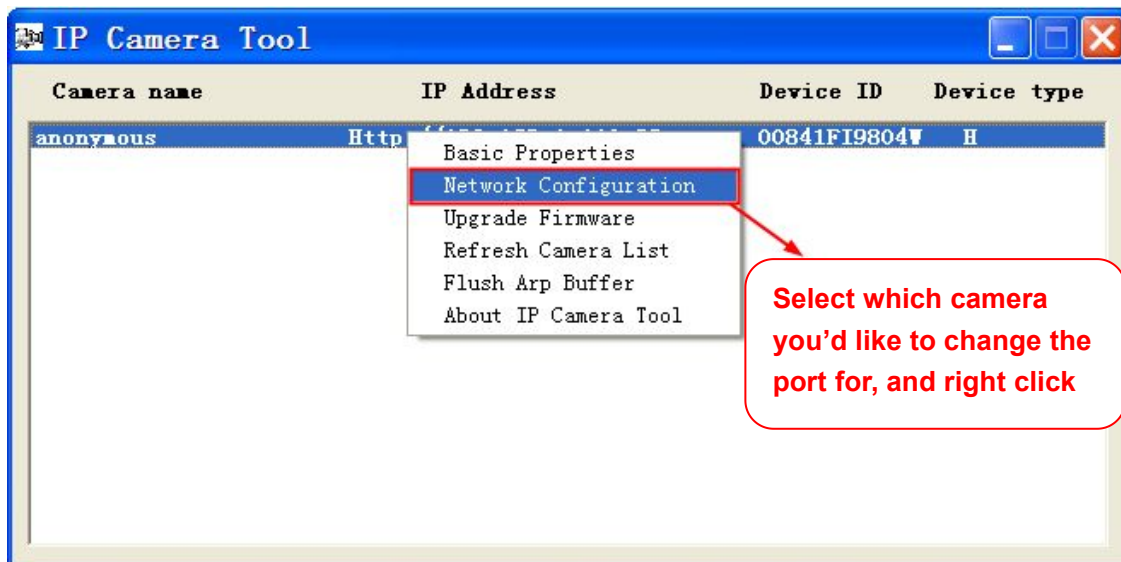 IP Camera Tool
Camera name IP Address Device ID Device type
anonymous Http 00841FI9804W H
Basic Properties
Network Configuration
Upgrade Firmware
Refresh Camera List
Flush Arp Buffer
About IP Camera Tool
Select which camera
you’d like to change the
port for, and right click